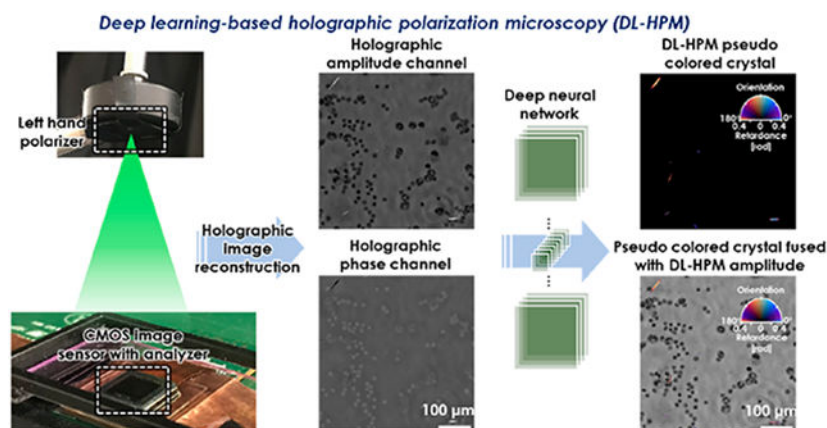 Deep learning-based holographic polarization microscopy (DL-HPM)
Left hand
polarizer
CMOS image
sensor with analyzer
Holographic
image
reconstruction
Holographic
amplitude channel
Holographic
phase channel
100 µm
Deep neural
network
DL-HPM pseudo
colored crystal
Orientation
180° 0°
0.4 0 0.4
Retardance
[rad]
Pseudo colored crystal fused
with DL-HPM amplitude
Orientation
180° 0°
0.4 0 0.4
Retardance
[rad]
100 µm